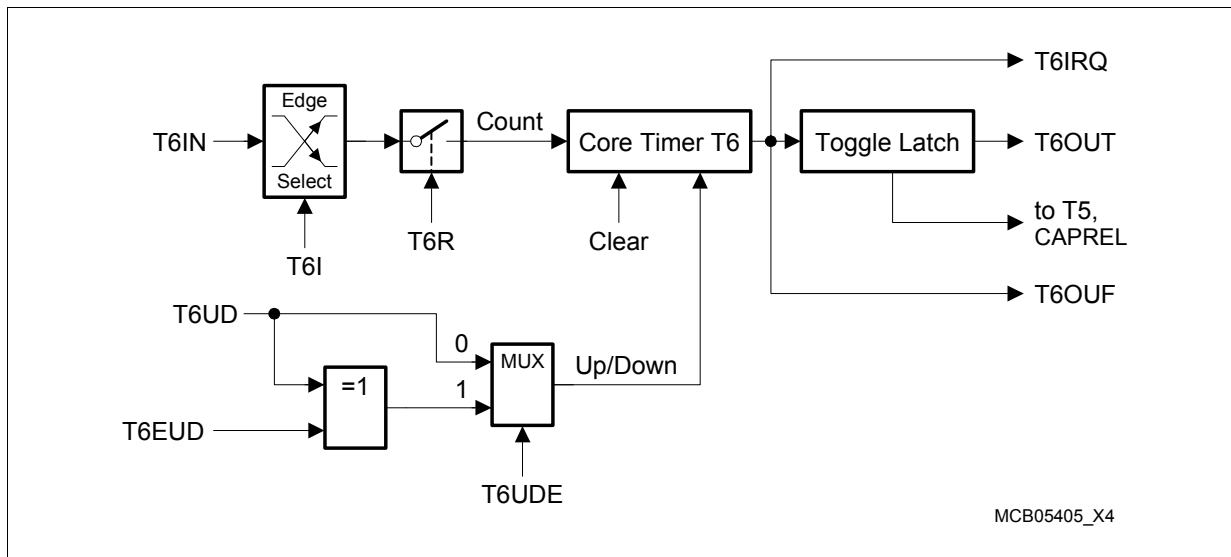 T6IRQ
Edge
Select
T6IN
Count
Core Timer T6
Toggle Latch
T6OUT
T6R
Clear
to T5,
CAPREL
T6I
T6OUF
T6UD
0
MUX
Up/Down
=1
1
T6EUD
T6UDE
MCB05405_X4